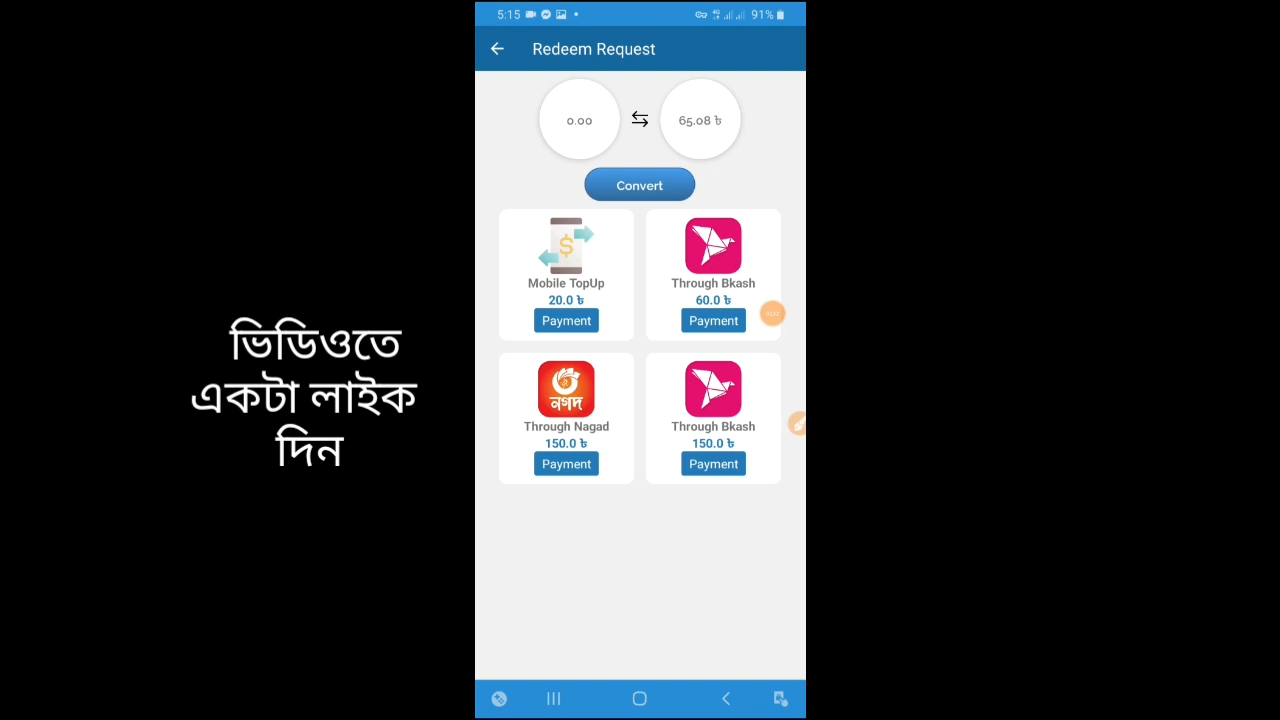 5:15
4G
91%
Redeem Request
0.00
65.08 ৳
Convert
Mobile TopUp
20.0 ৳
Payment
Through Bkash
60.0 ৳
Payment
ভিডিওতে
একটা লাইক
দিন
নগদ
Through Nagad
150.0 ৳
Payment
Through Bkash
150.0 ৳
Payment